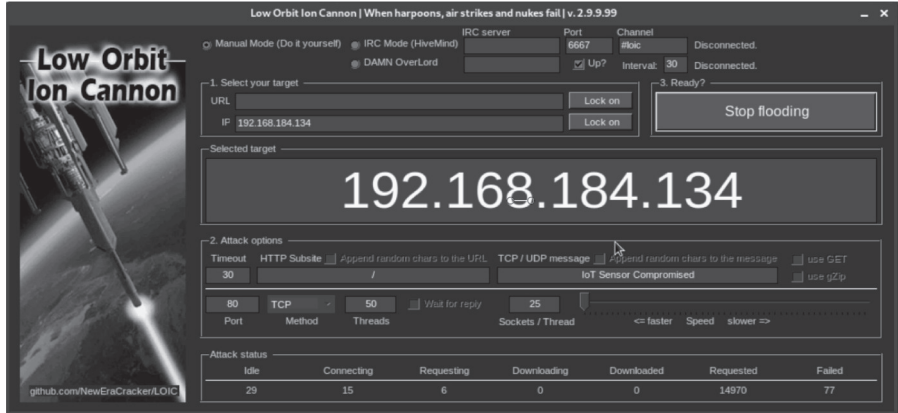 Low Orbit Ion Cannon | When harpoons, air strikes and nukes fail | v. 2.9.9.99
Low Orbit
Ion Cannon
Manual Mode (Do it yourself) IRC Mode (HiveMind) IRC server Port Channel
6667 #loic Disconnected.
DAMN OverLord Up? Interval: 30 Disconnected.
1. Select your target
URL Lock on
IP 192.168.184.134 Lock on
3. Ready?
Stop flooding
Selected target
192.168.184.134
2. Attack options
Timeout HTTP Subsite Append random chars to the URL TCP / UDP message Append random chars to the message use GET
30 / IoT Sensor Compromised use gZip
80 TCP 50 Wait for reply 25
Port Method Threads Sockets / Thread <= faster Speed slower =>
Attack status
Idle Connecting Requesting Downloading Downloaded Requested Failed
29 15 6 0 0 14970 77
github.com/NewEraCracker/LOIC